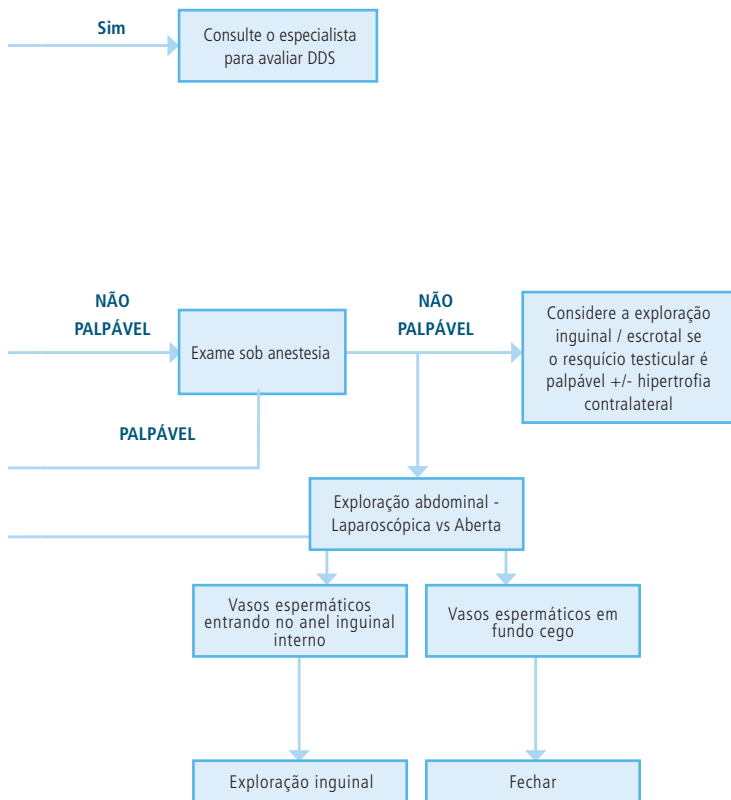 Sim
Consulte o especialista
para avaliar DDS
NÃO
PALPÁVEL
Exame sob anestesia
NÃO
PALPÁVEL
Considere a exploração
inguinal / escrotal se
o resquício testicular é
palpável +/- hipertrofia
contralateral
PALPÁVEL
Exploração abdominal -
Laparoscópica vs Aberta
Vasos espermáticos
entrando no anel inguinal
interno
Vasos espermáticos em
fundo cego
Exploração inguinal
Fechar